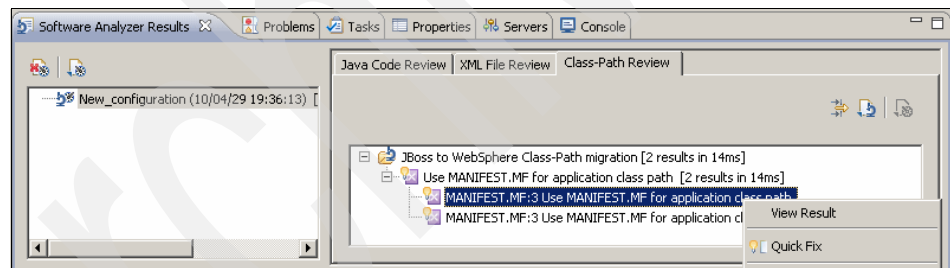 Software Analyzer Results Problems Tasks Properties Servers Console
Java Code Review XML File Review Class-Path Review
New_configuration (10/04/29 19:36:13) [
JBoss to WebSphere Class-Path migration [2 results in 14ms]
Use MANIFEST.MF for application class path [2 results in 14ms]
MANIFEST.MF:3 Use MANIFEST.MF for application class path
MANIFEST.MF:3 Use MANIFEST.MF for application cl
View Result
Quick Fix